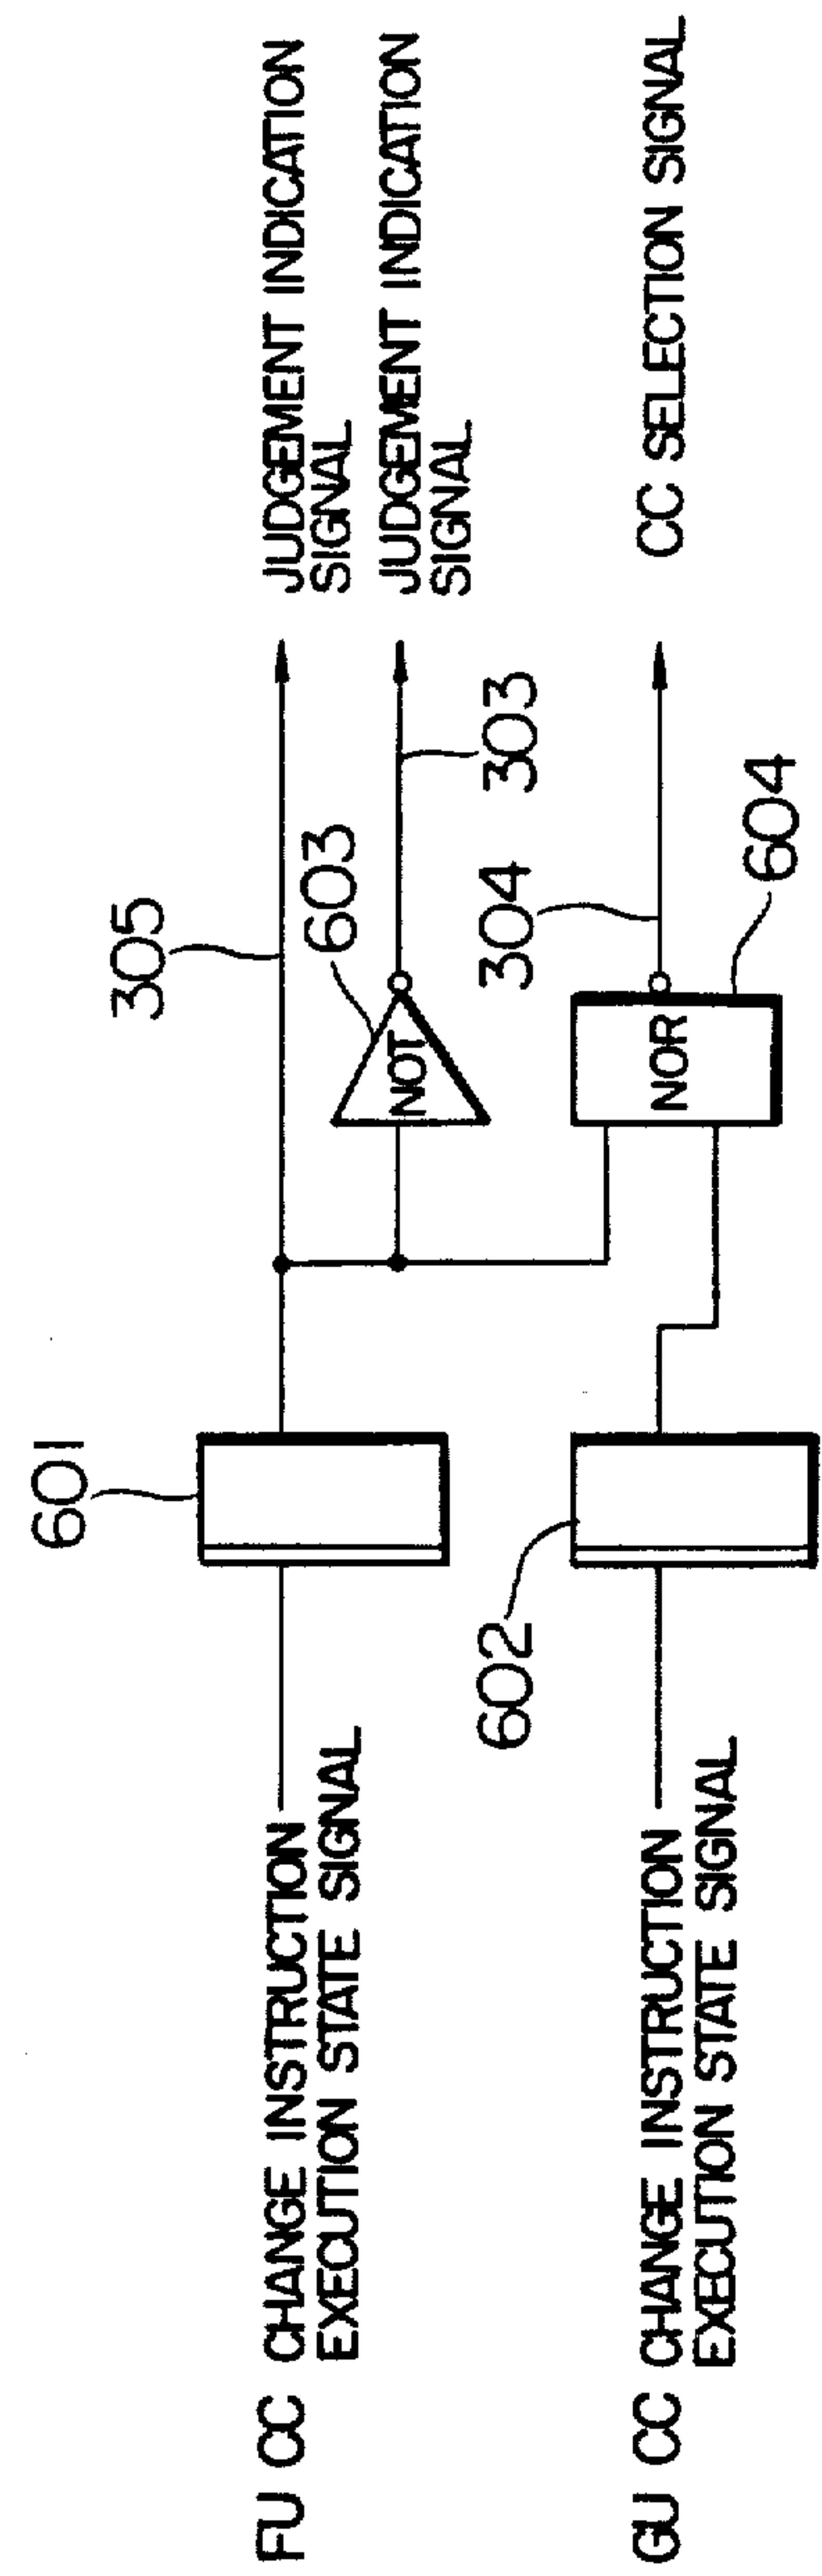 FU CC CHANGE INSTRUCTION
EXECUTION STATE SIGNAL
601
305
JUDGEMENT INDICATION
SIGNAL
603
NOT
303
JUDGEMENT INDICATION
SIGNAL
GU CC CHANGE INSTRUCTION
EXECUTION STATE SIGNAL
602
304
NOR
604
CC SELECTION SIGNAL